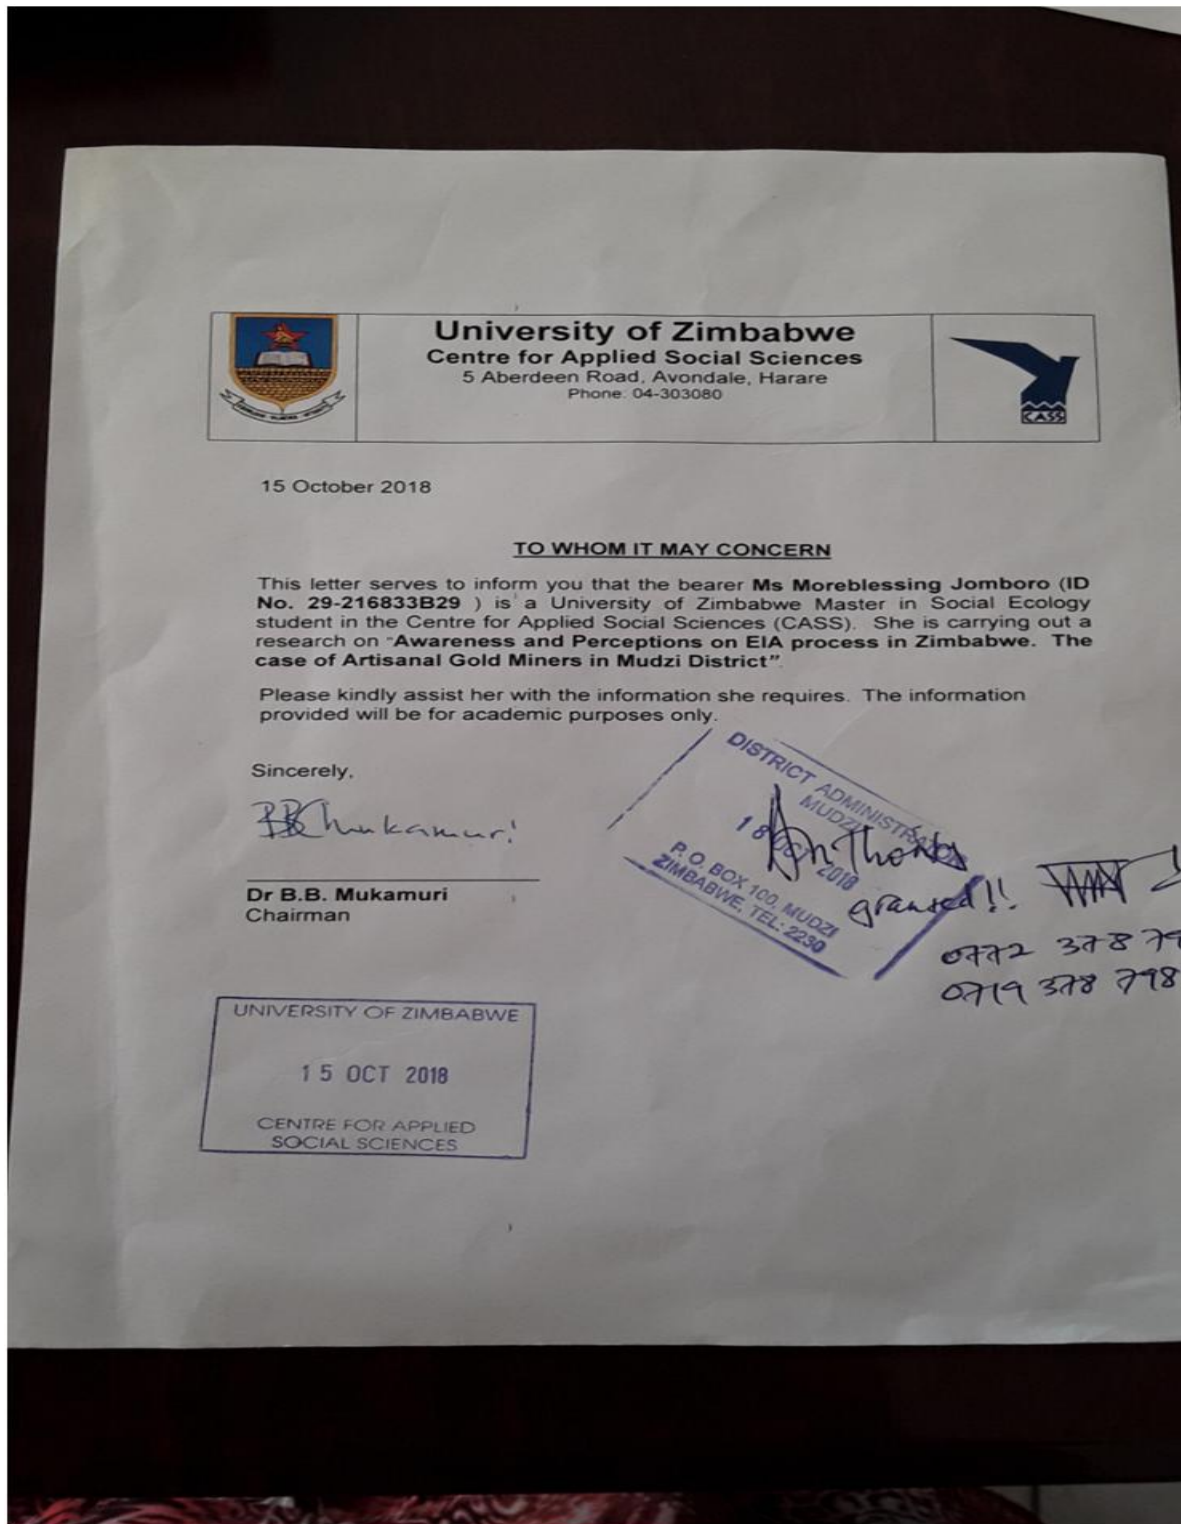 University of Zimbabwe
Centre for Applied Social Sciences
5 Aberdeen Road, Avondale, Harare
Phone: 04-303080
CASS
15 October 2018
TO WHOM IT MAY CONCERN
This letter serves to inform you that the bearer Ms Moreblessing Jomboro (ID
No. 29-216833B29 ) is a University of Zimbabwe Master in Social Ecology
student in the Centre for Applied Social Sciences (CASS). She is carrying out a
research on "Awareness and Perceptions on EIA process in Zimbabwe. The
case of Artisanal Gold Miners in Mudzi District"
Please kindly assist her with the information she requires. The information
provided will be for academic purposes only.
Sincerely,
Dr B.B. Mukamuri
Chairman
DISTRICT ADMINISTRATOR
MUDZI
18 OCT 2018
P. O. BOX 100, MUDZI
ZIMBABWE, TEL: 2230
granted!!
0772 378 79
0719 378 798
UNIVERSITY OF ZIMBABWE
15 OCT 2018
CENTRE FOR APPLIED
SOCIAL SCIENCES